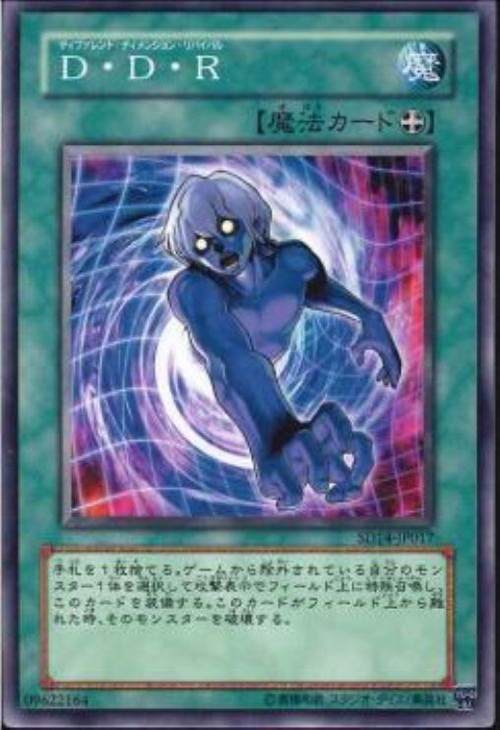 ディファレント・ディメンション・リバイバル
D・D・R
魔
【魔法カード】
SD14-JP017
手札を1枚捨てる。ゲームから除外されている自分のモン
スター1体を選択して攻撃表示でフィールド上に特殊召喚し、
このカードを装備する。このカードがフィールド上から離
れた時、そのモンスターを破壊する。
09622164
©高橋和希 スタジオ・ダイス/集英社